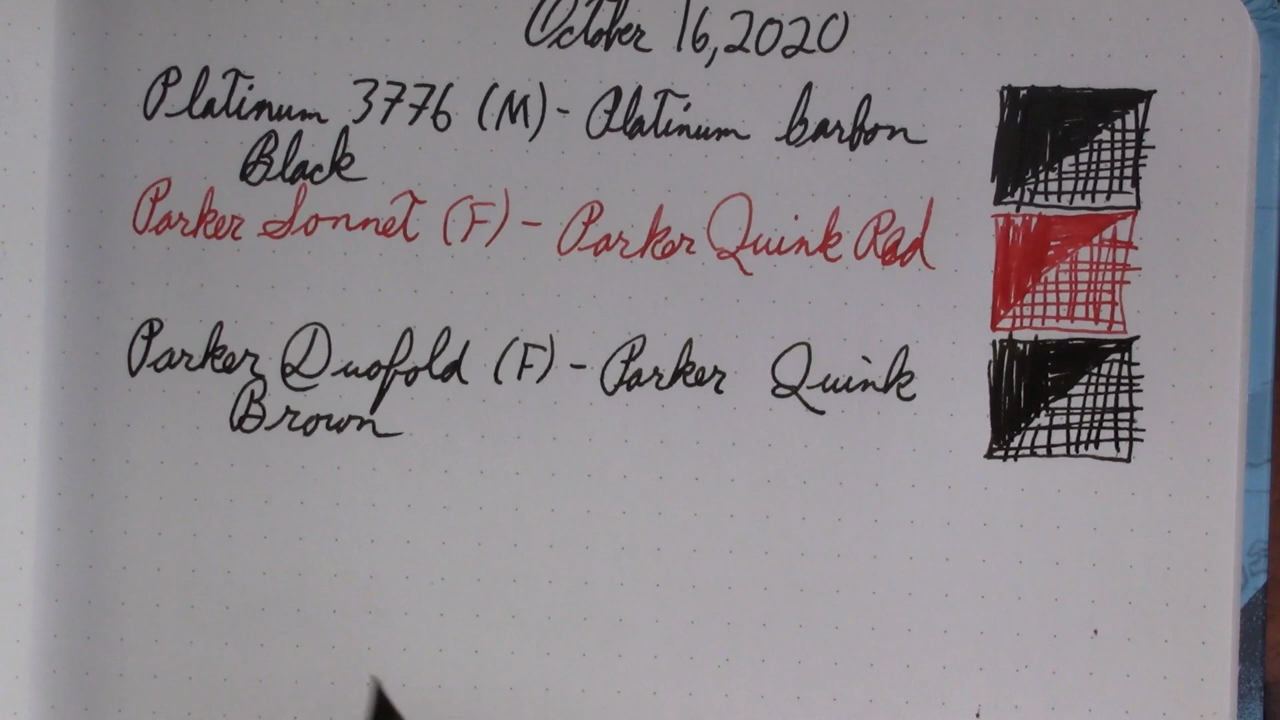 October 16, 2020
Platinum 3776 (M) - Platinum Carbon
Black
Parker Sonnet (F) - Parker Quink Red
Parker Duofold (F) - Parker Quink
Brown